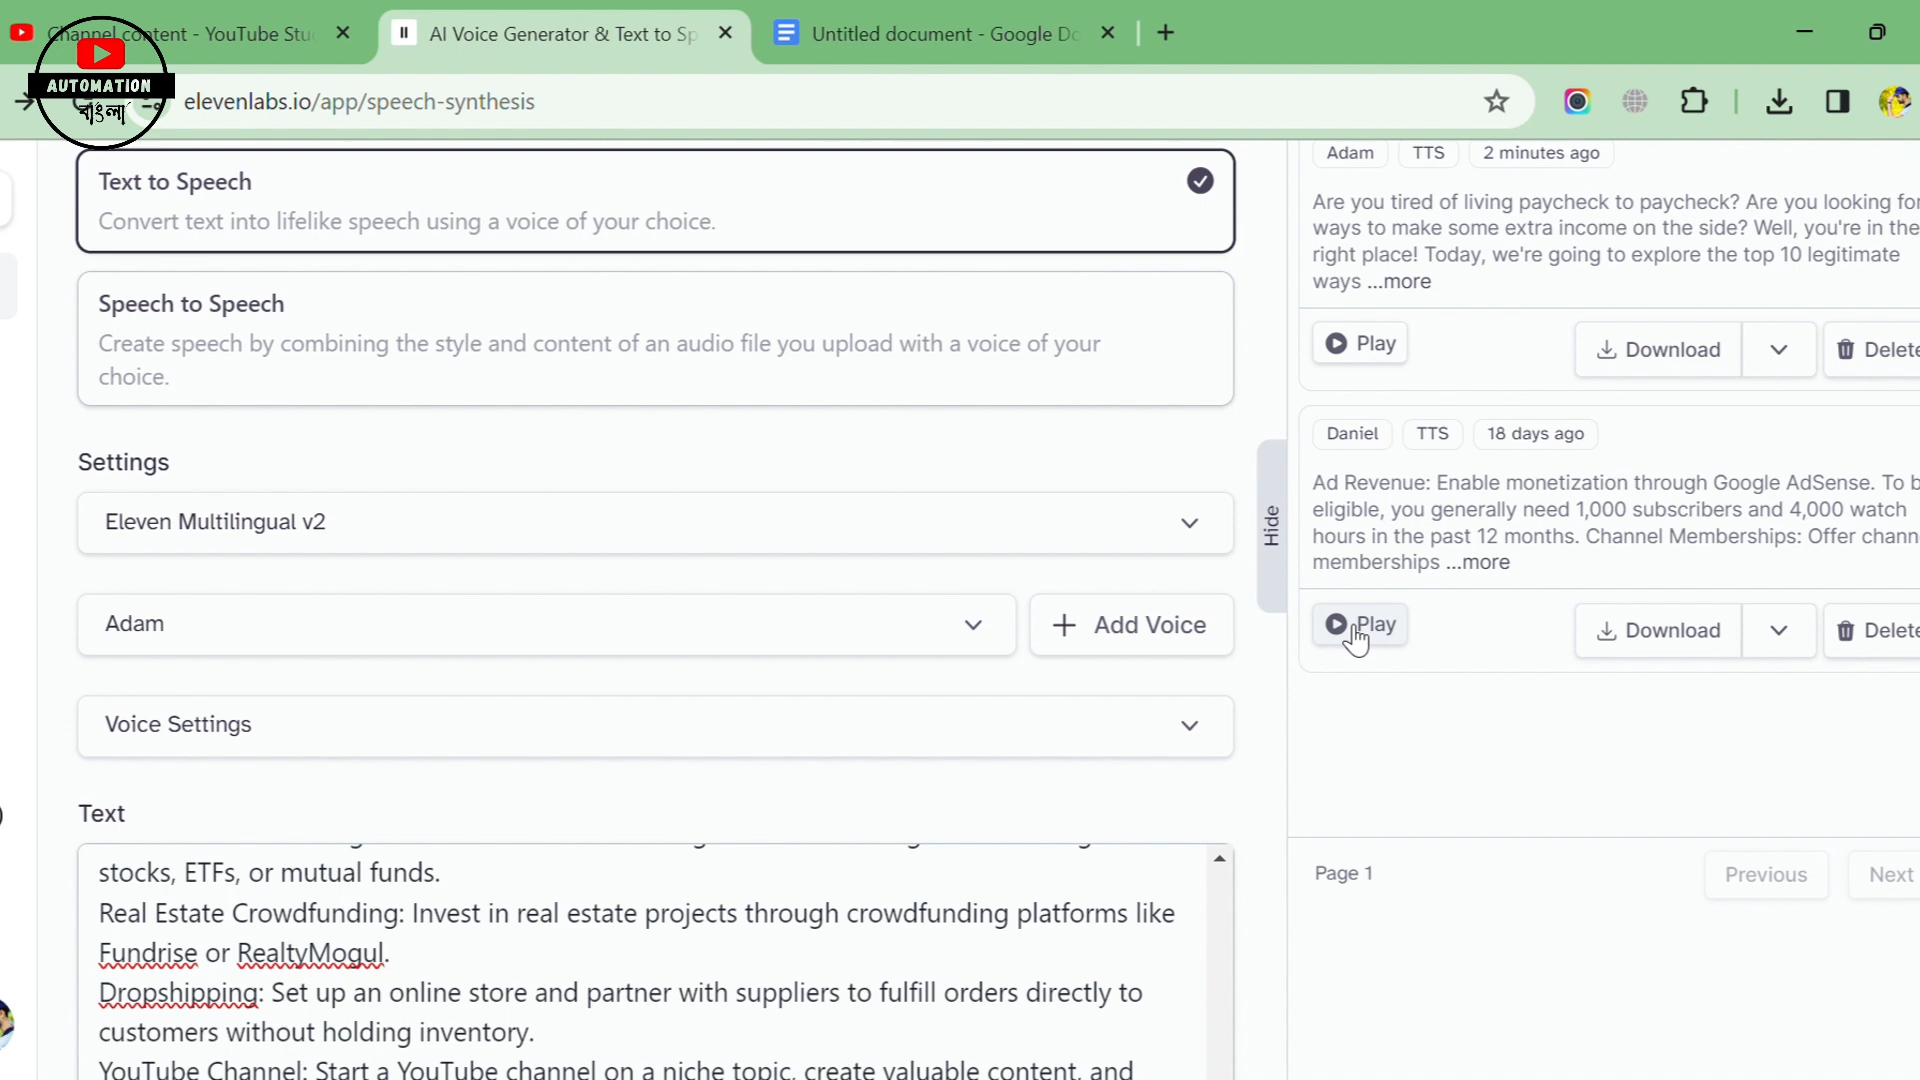 Channel content - YouTube Stu
AI Voice Generator & Text to Sp
Untitled document - Google Do
AUTOMATION
বাংলা
elevenlabs.io/app/speech-synthesis
Text to Speech
Convert text into lifelike speech using a voice of your choice.
Speech to Speech
Create speech by combining the style and content of an audio file you upload with a voice of your
choice.
Settings
Eleven Multilingual v2
Adam
Add Voice
Voice Settings
Text
stocks, ETFs, or mutual funds.
Real Estate Crowdfunding: Invest in real estate projects through crowdfunding platforms like
Fundrise or RealtyMogul.
Dropshipping: Set up an online store and partner with suppliers to fulfill orders directly to
customers without holding inventory.
YouTube Channel: Start a YouTube channel on a niche topic, create valuable content, and
Hide
Adam TTS 2 minutes ago
Are you tired of living paycheck to paycheck? Are you looking for
ways to make some extra income on the side? Well, you're in the
right place! Today, we're going to explore the top 10 legitimate
ways ...more
Play Download Delete
Daniel TTS 18 days ago
Ad Revenue: Enable monetization through Google AdSense. To b
eligible, you generally need 1,000 subscribers and 4,000 watch
hours in the past 12 months. Channel Memberships: Offer chann
memberships ...more
Play Download Delete
Page 1 Previous Next